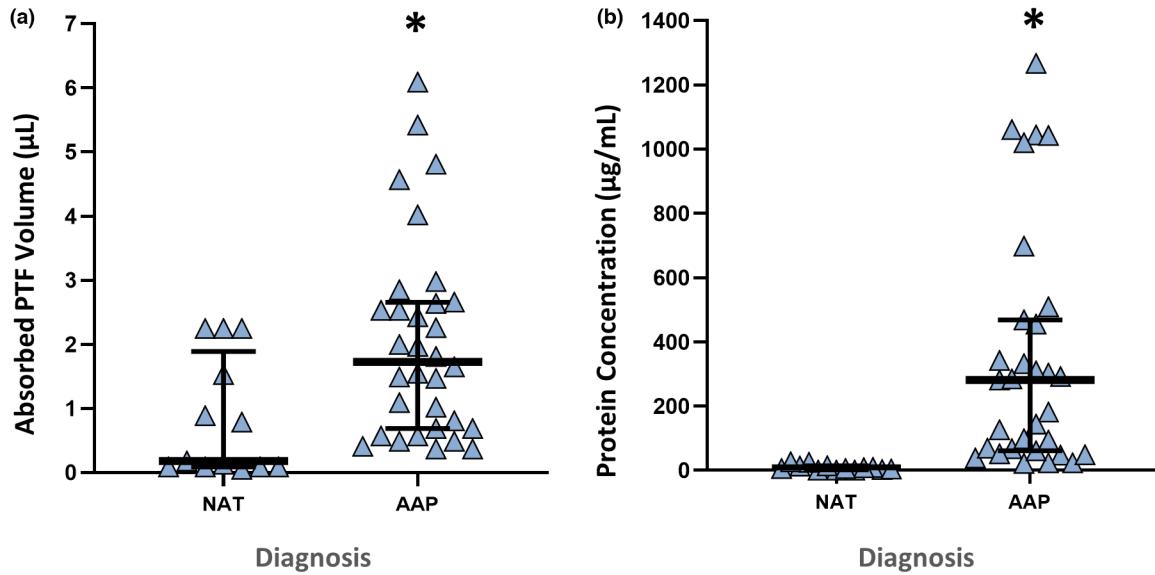 (a)
*
7
6
5
4
3
2
1
0
Absorbed PTF Volume (µL)
NAT AAP
Diagnosis
(b)
*
1400
1200
1000
800
600
400
200
0
Protein Concentration (µg/mL)
NAT AAP
Diagnosis